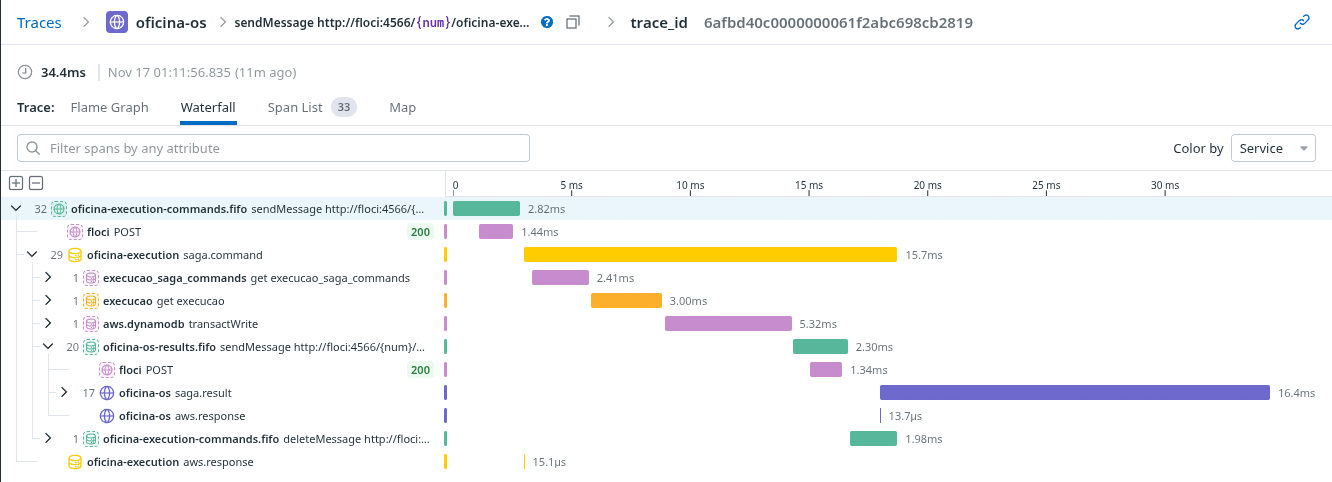 Traces oficina-os sendMessage http://floci:4566/{num}/oficina-exe... ? trace_id 6afbd40c0000000061f2abc698cb2819
34.4ms Nov 17 01:11:56.835 (11m ago)
Trace: Flame Graph Waterfall Span List 33 Map
Filter spans by any attribute Color by Service
0 5 ms 10 ms 15 ms 20 ms 25 ms 30 ms
32 oficina-execution-commands.fifo sendMessage http://floci:4566/{... 2.82ms
floci POST 200 1.44ms
29 oficina-execution saga.command 15.7ms
1 execucao_saga_commands get execucao_saga_commands 2.41ms
1 execucao get execucao 3.00ms
1 aws.dynamodb transactWrite 5.32ms
20 oficina-os-results.fifo sendMessage http://floci:4566/{num}/... 2.30ms
floci POST 200 1.34ms
17 oficina-os saga.result 16.4ms
oficina-os aws.response 13.7μs
1 oficina-execution-commands.fifo deleteMessage http://floci:... 1.98ms
oficina-execution aws.response 15.1μs